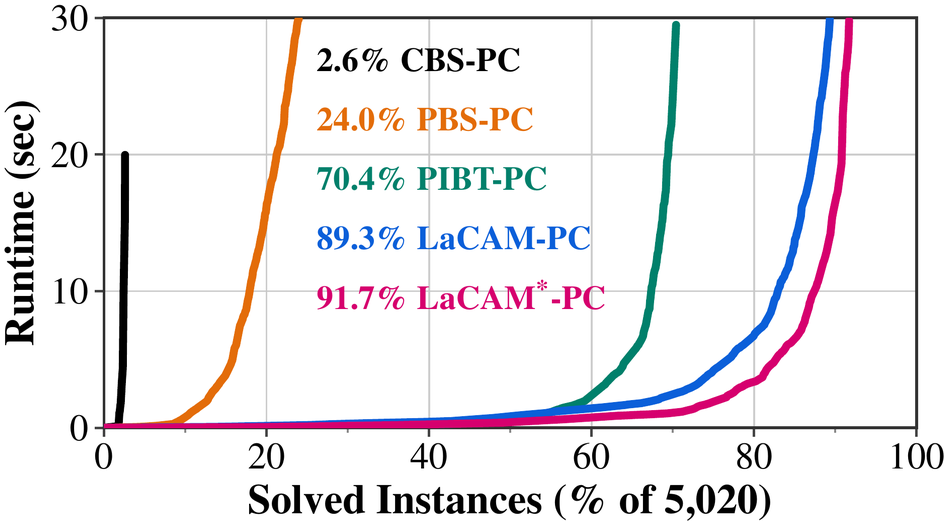 30
20
10
0
Runtime (sec)
2.6% CBS-PC
24.0% PBS-PC
70.4% PIBT-PC
89.3% LaCAM-PC
91.7% LaCAM*-PC
0 20 40 60 80 100
Solved Instances (% of 5,020)